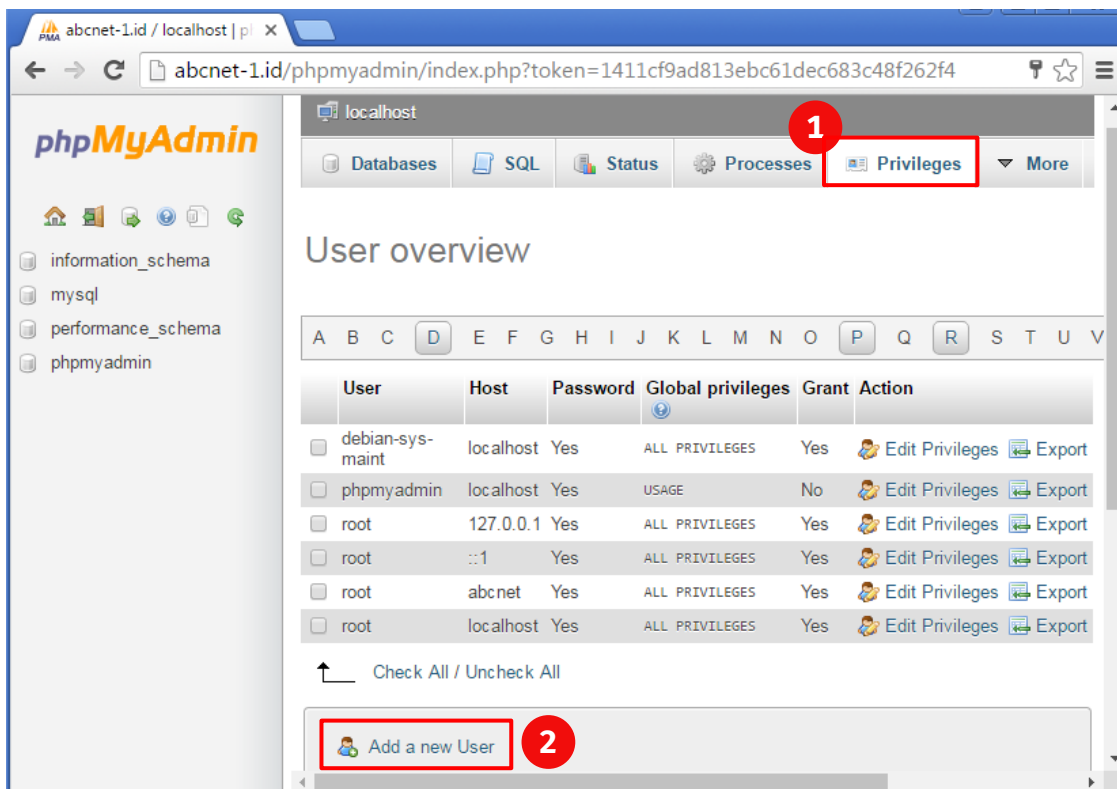 abcnet-1.id / localhost | pl
abcnet-1.id/phpmyadmin/index.php?token=1411cf9ad813ebc61dec683c48f262f4
phpMyAdmin
information_schema
mysql
performance_schema
phpmyadmin
localhost
1
Databases SQL Status Processes Privileges More
User overview
A B C D E F G H I J K L M N O P Q R S T U V
User Host Password Global privileges Grant Action
debian-sys-maint localhost Yes ALL PRIVILEGES Yes Edit Privileges Export
phpmyadmin localhost Yes USAGE No Edit Privileges Export
root 127.0.0.1 Yes ALL PRIVILEGES Yes Edit Privileges Export
root ::1 Yes ALL PRIVILEGES Yes Edit Privileges Export
root abcnet Yes ALL PRIVILEGES Yes Edit Privileges Export
root localhost Yes ALL PRIVILEGES Yes Edit Privileges Export
Check All / Uncheck All
Add a new User 2